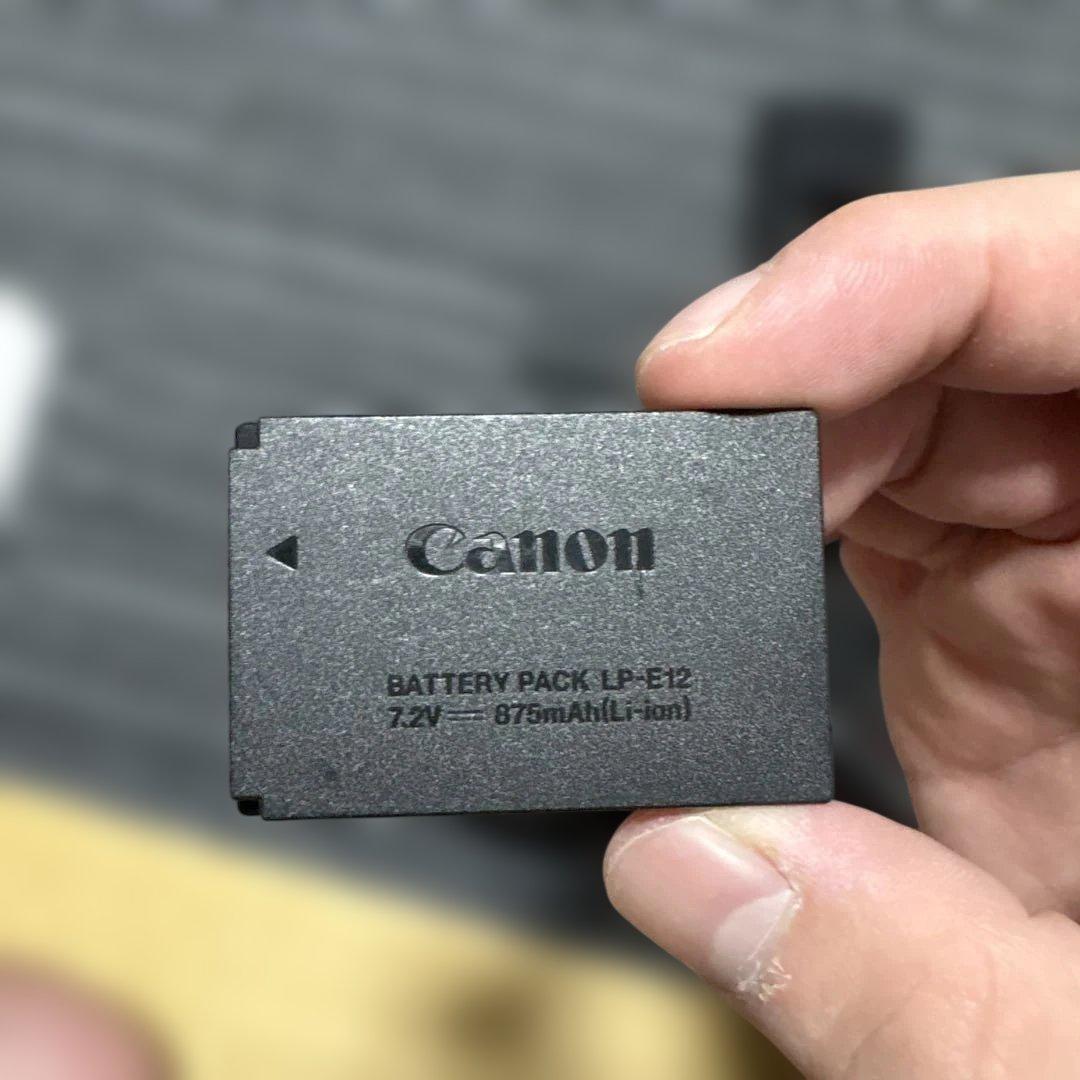 Canon
BATTERY PACK LP-E12
7.2V⎓ 875mAh(Li-ion)